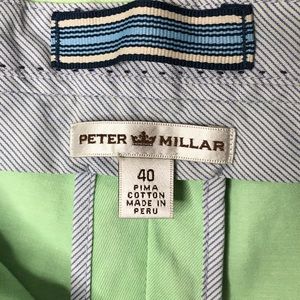 PETER MILLAR
40
PIMA
COTTON
MADE IN
PERU